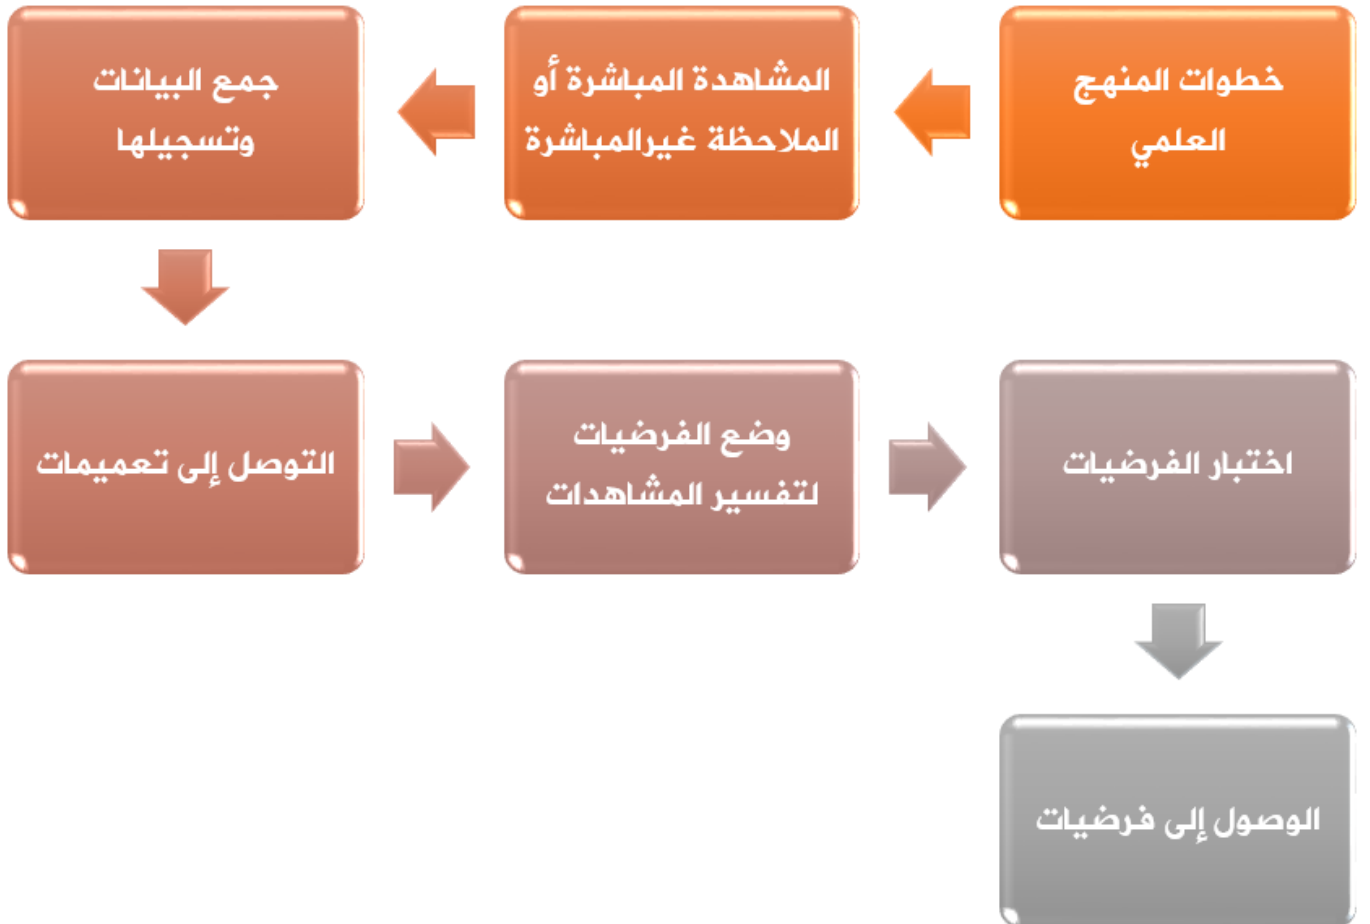 خطوات المنهج
العلمي
المشاهدة المباشرة أو
الملاحظة غيرالمباشرة
جمع البيانات
وتسجيلها
التوصل إلى تعميمات
وضع الفرضيات
لتفسير المشاهدات
اختبار الفرضيات
الوصول إلى فرضيات